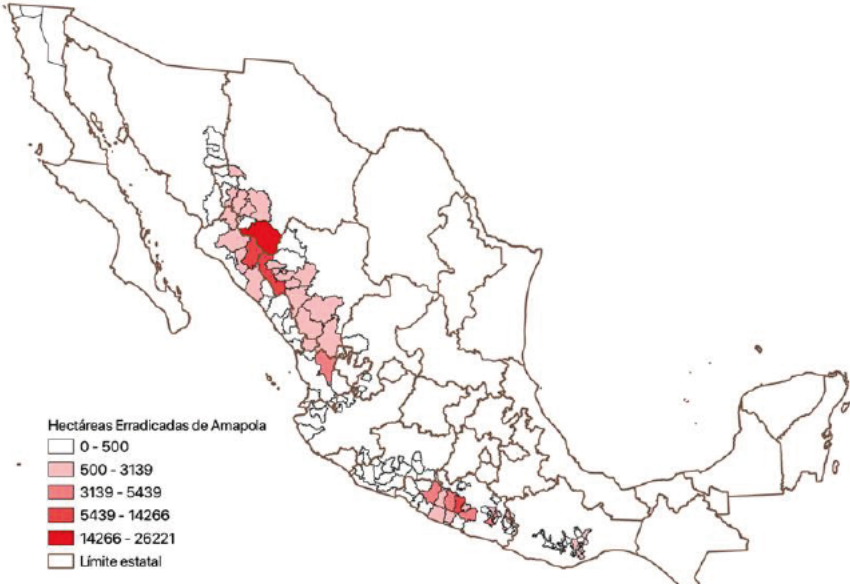 Hectáreas Erradicadas de Amapola
0 - 500
500 - 3139
3139 - 5439
5439 - 14266
14266 - 26221
Límite estatal